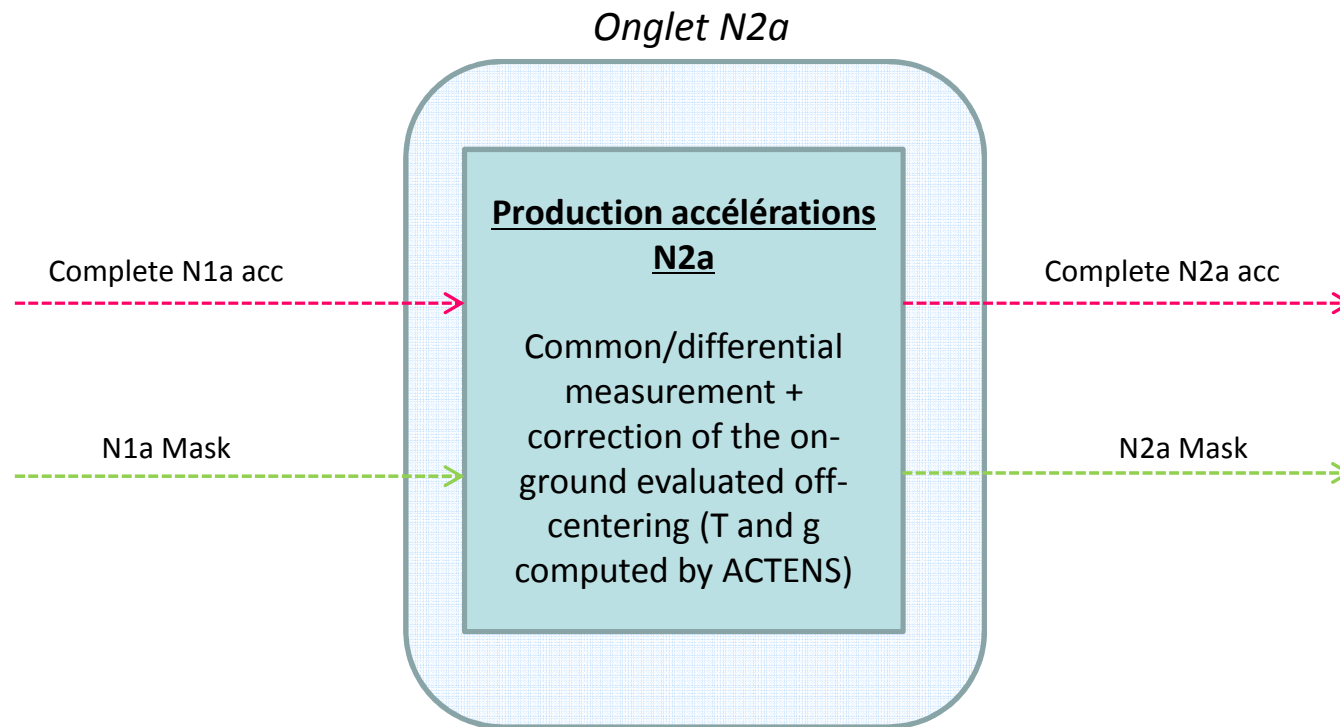 Onglet N2a
Production accélérations
N2a
Complete N1a acc
Complete N2a acc
Common/differential
measurement +
correction of the on-
ground evaluated off-
centering (T and g
computed by ACTENS)
N1a Mask
N2a Mask